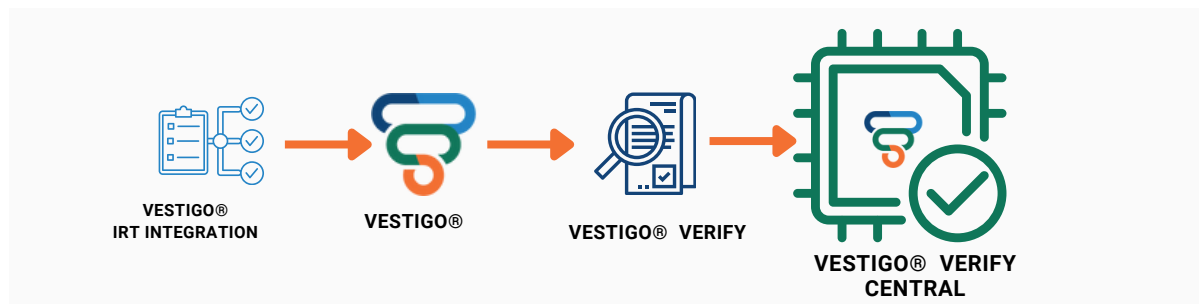 VESTIGO®
IRT INTEGRATION
VESTIGO®
VESTIGO® VERIFY
VESTIGO® VERIFY
CENTRAL